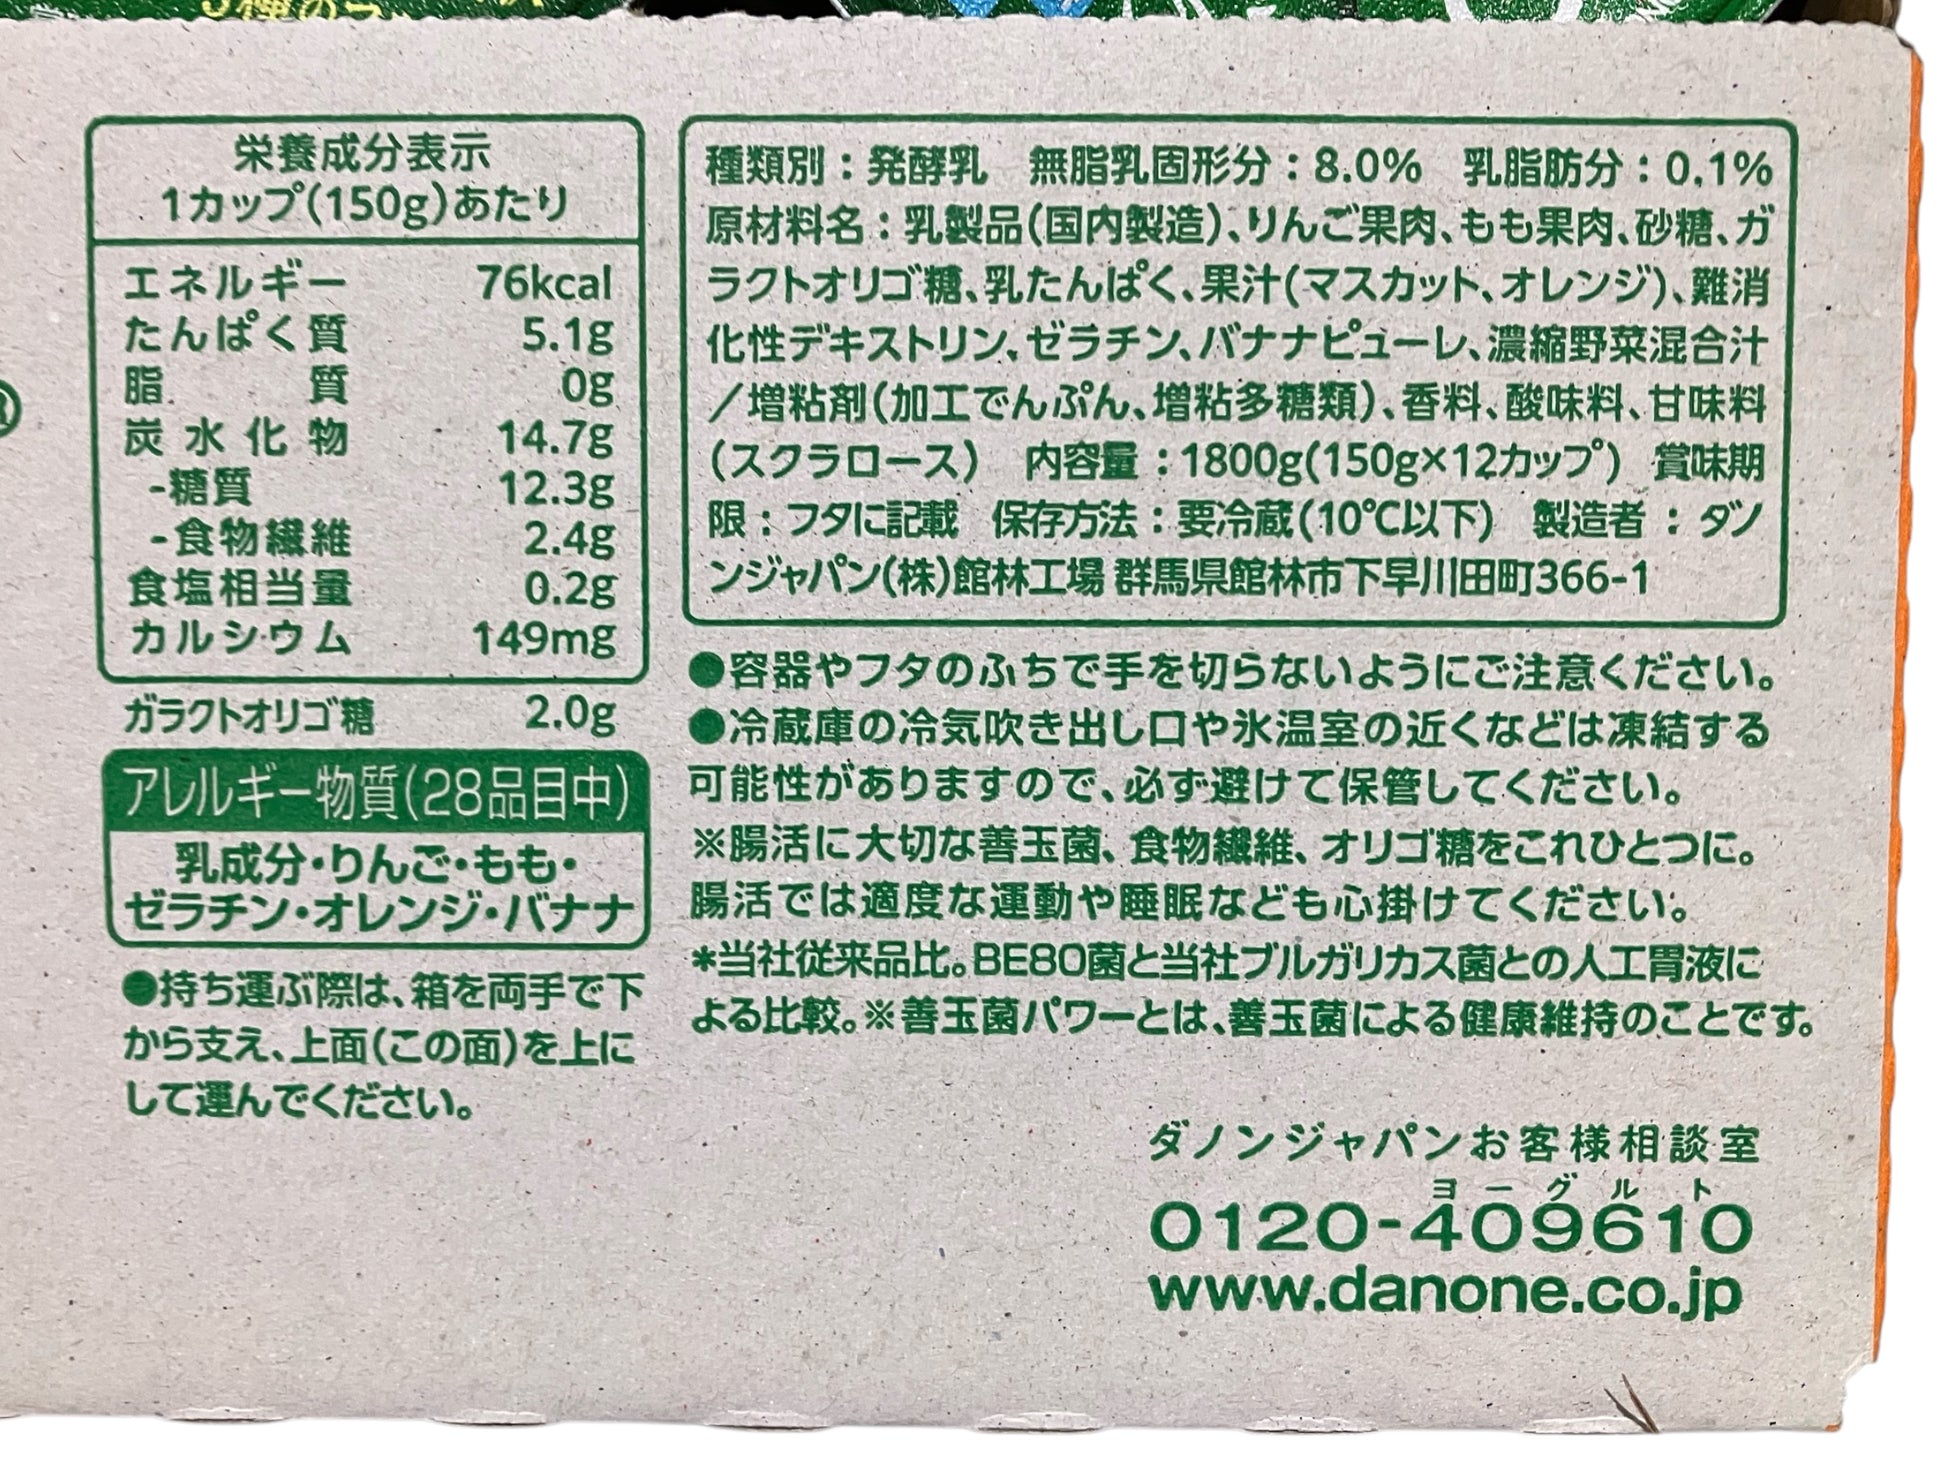 3種の
栄養成分表示
1カップ(150g)あたり
エネルギー 76kcal
たんぱく質 5.1g
脂質 0g
炭水化物 14.7g
-糖質 12.3g
-食物繊維 2.4g
食塩相当量 0.2g
カルシウム 149mg
ガラクトオリゴ糖 2.0g
アレルギー物質(28品目中)
乳成分・りんご・もも・
ゼラチン・オレンジ・バナナ
●持ち運ぶ際は、箱を両手で下
から支え、上面(この面)を上に
して運んでください。
種類別：発酵乳 無脂乳固形分：8.0% 乳脂肪分：0.1%
原材料名：乳製品(国内製造)、りんご果肉、もも果肉、砂糖、ガ
ラクトオリゴ糖、乳たんぱく、果汁(マスカット、オレンジ)、難消
化性デキストリン、ゼラチン、バナナピューレ、濃縮野菜混合汁
／増粘剤(加工でんぷん、増粘多糖類)、香料、酸味料、甘味料
(スクラロース) 内容量：1800g(150g×12カップ) 賞味期
限：フタに記載 保存方法：要冷蔵(10℃以下) 製造者：ダノ
ンジャパン(株)館林工場 群馬県館林市下早川田町366-1
●容器やフタのふちで手を切らないようにご注意ください。
●冷蔵庫の冷気吹き出し口や氷温室の近くなどは凍結する
可能性がありますので、必ず避けて保管してください。
※腸活に大切な善玉菌、食物繊維、オリゴ糖をこれひとつに。
腸活では適度な運動や睡眠なども心掛けてください。
*当社従来品比。BE80菌と当社ブルガリカス菌との人工胃液に
よる比較。※善玉菌パワーとは、善玉菌による健康維持のことです。
ダノンジャパンお客様相談室
ヨーグルト
0120-409610
www.danone.co.jp